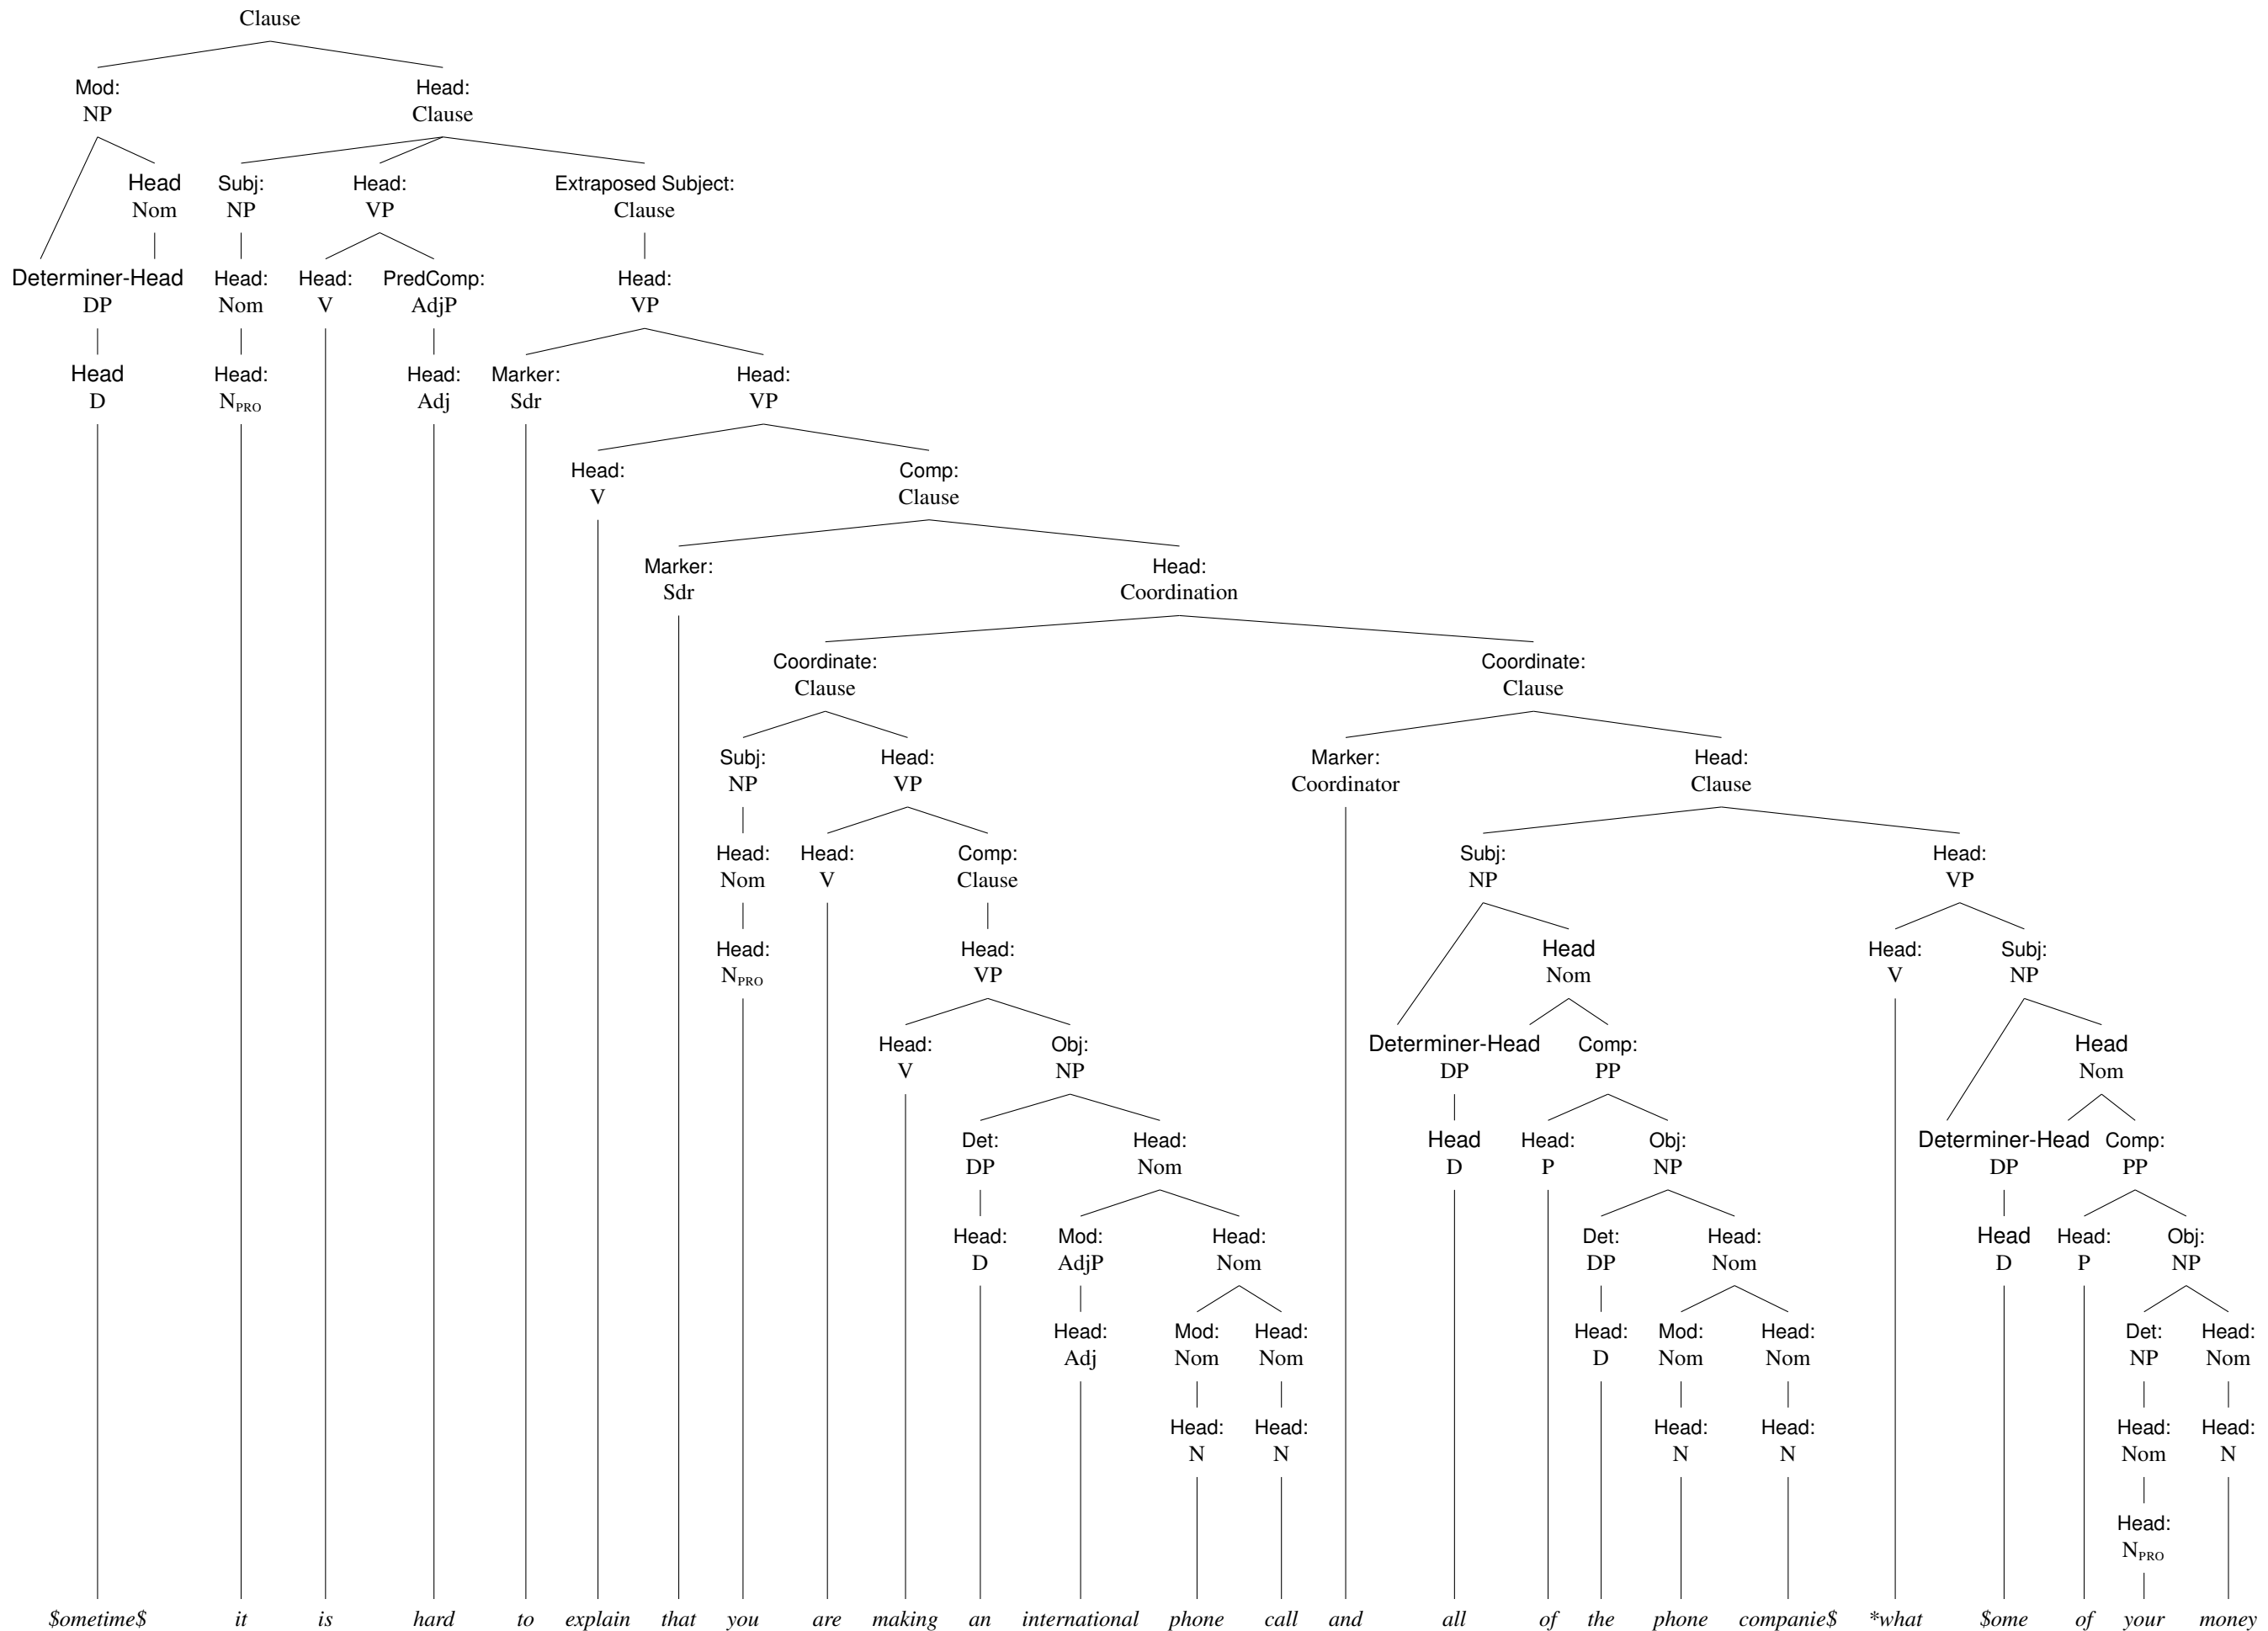 Clause
Mod: Head:
NP Clause
Head Subj: Head: Extraposed Subject:
Nom NP VP Clause
Determiner-Head Head: Head: PredComp: Head:
DP Nom V AdjP VP
Head Head: Head: Marker: Head:
D NPRO Adj Sdr VP
Head: Comp:
V Clause
Marker: Head:
Sdr Coordination
Coordinate: Coordinate:
Clause Clause
Subj: Head: Marker: Head:
NP VP Coordinator Clause
Head: Head: Comp: Subj: Head:
Nom V Clause NP VP
Head: Head: Head Head: Subj:
NPRO VP Nom V NP
Head: Obj: Determiner-Head Comp: Head
V NP DP PP Nom
Det: Head: Head Head: Obj: Determiner-Head Comp:
DP Nom D P NP DP PP
Head: Mod: Head: Det: Head: Head Head: Obj:
D AdjP Nom DP Nom D P NP
Head: Mod: Head: Head: Mod: Head: Det: Head:
Adj Nom Nom D Nom Nom NP Nom
Head: Head: Head: Head: Head: Head:
N N N N Nom N
Head:
NPRO
$ometime$ it is hard to explain that you are making an international phone call and all of the phone companie$ *what $ome of your money